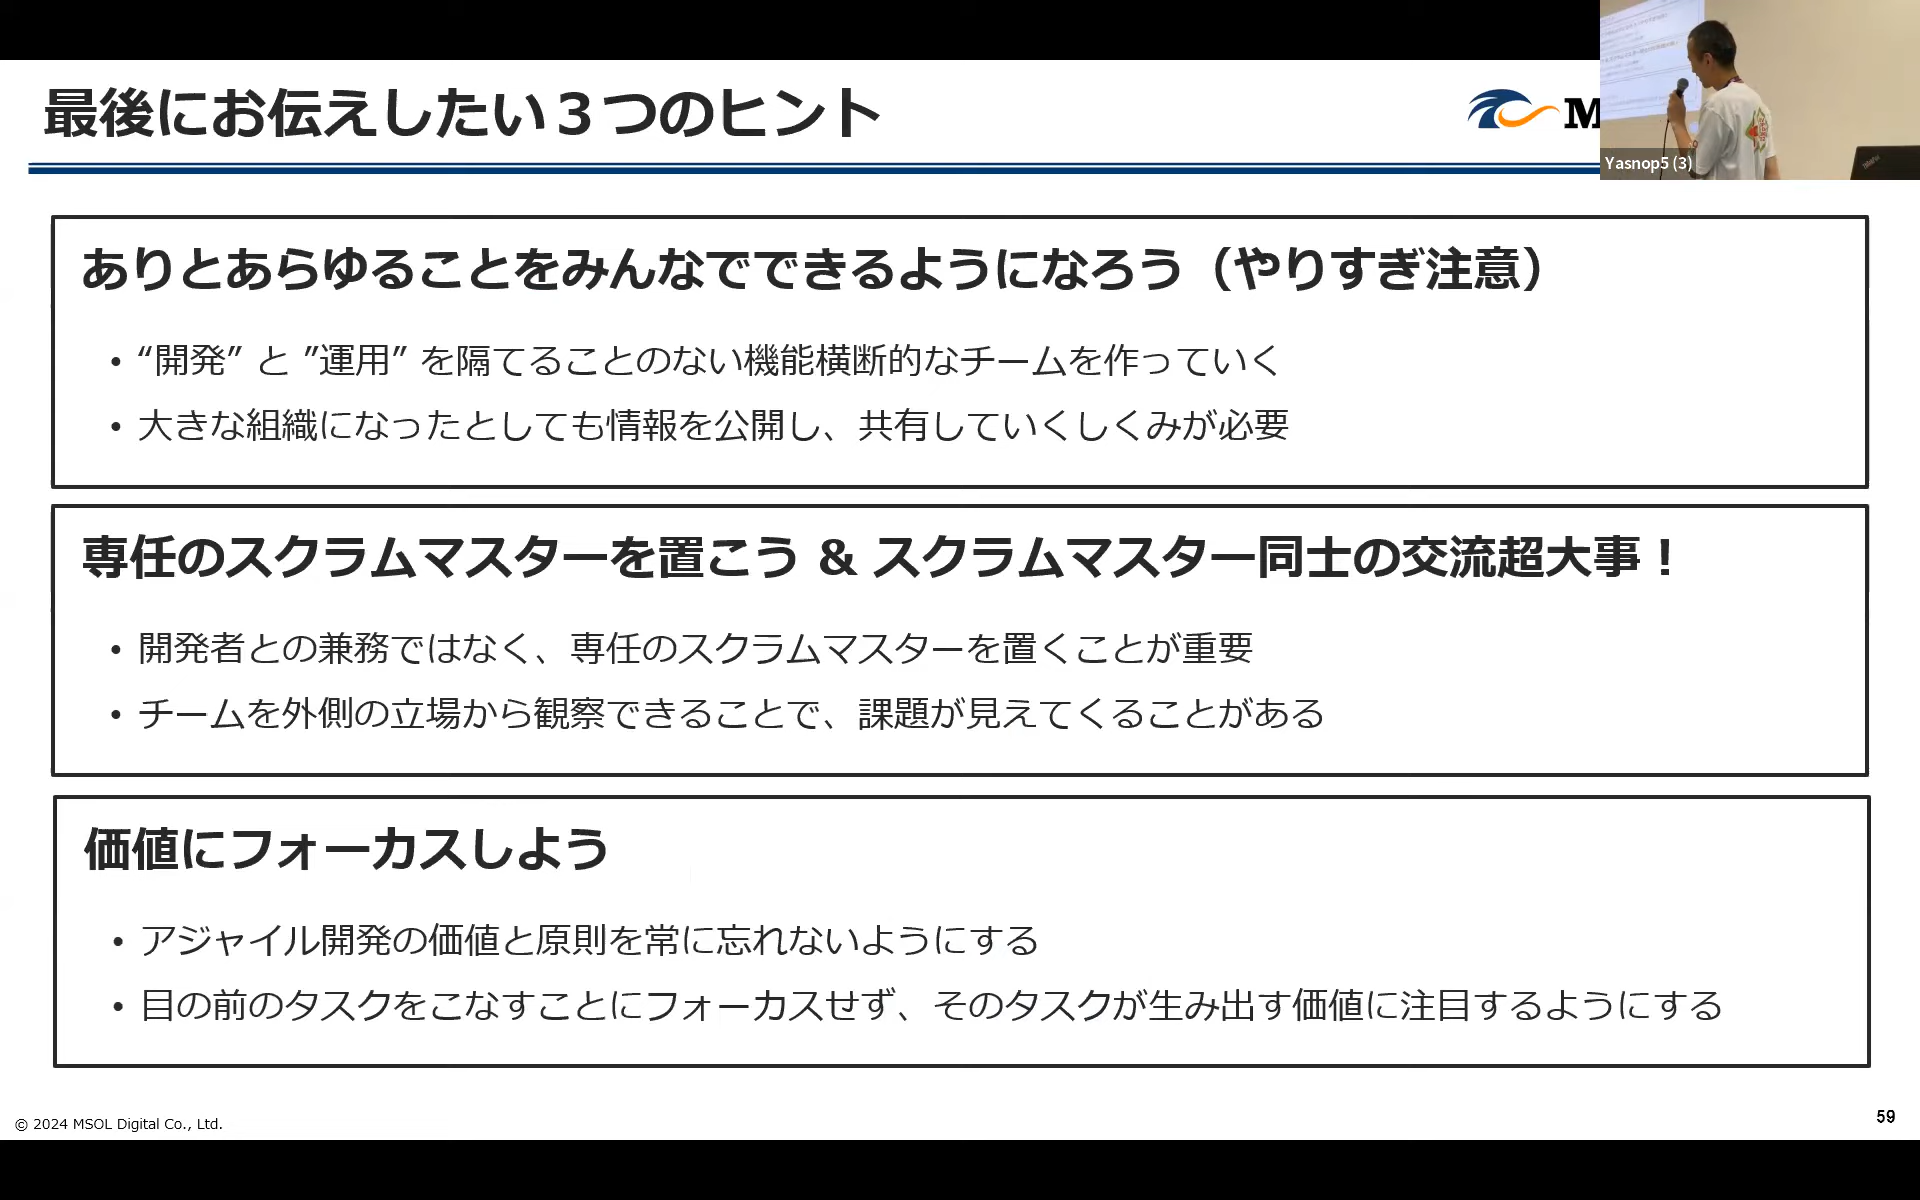 最後にお伝えしたい３つのヒント
M
Yasnop5 (3)
ありとあらゆることをみんなでできるようになろう（やりすぎ注意）
• “開発” と ”運用” を隔てることのない機能横断的なチームを作っていく
• 大きな組織になったとしても情報を公開し、共有していくしくみが必要
専任のスクラムマスターを置こう & スクラムマスター同士の交流超大事！
• 開発者との兼務ではなく、専任のスクラムマスターを置くことが重要
• チームを外側の立場から観察できることで、課題が見えてくることがある
価値にフォーカスしよう
• アジャイル開発の価値と原則を常に忘れないようにする
• 目の前のタスクをこなすことにフォーカスせず、そのタスクが生み出す価値に注目するようにする
© 2024 MSOL Digital Co., Ltd.
59